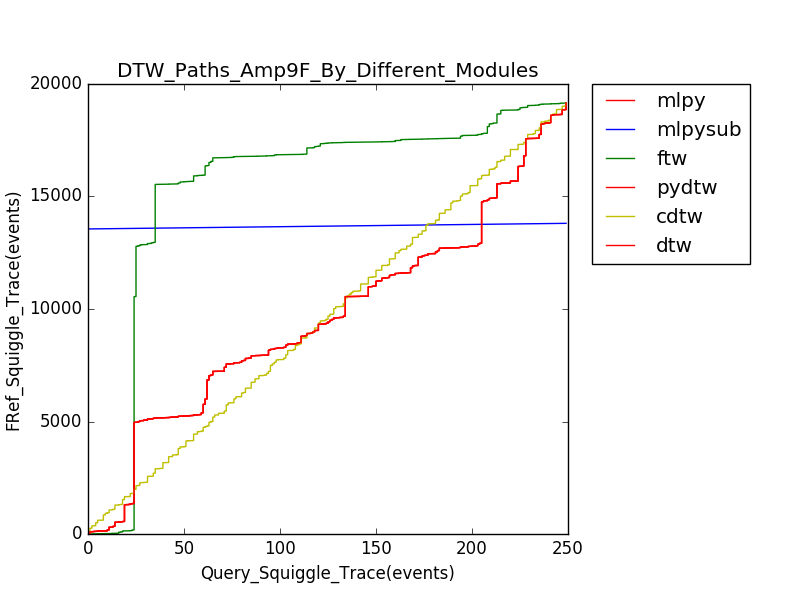 DTW_Paths_Amp9F_By_Different_Modules
20000
15000
10000
5000
0
FRef_Squiggle_Trace(events)
0 50 100 150 200 250
Query_Squiggle_Trace(events)
mlpy
mlpysub
ftw
pydtw
cdtw
dtw